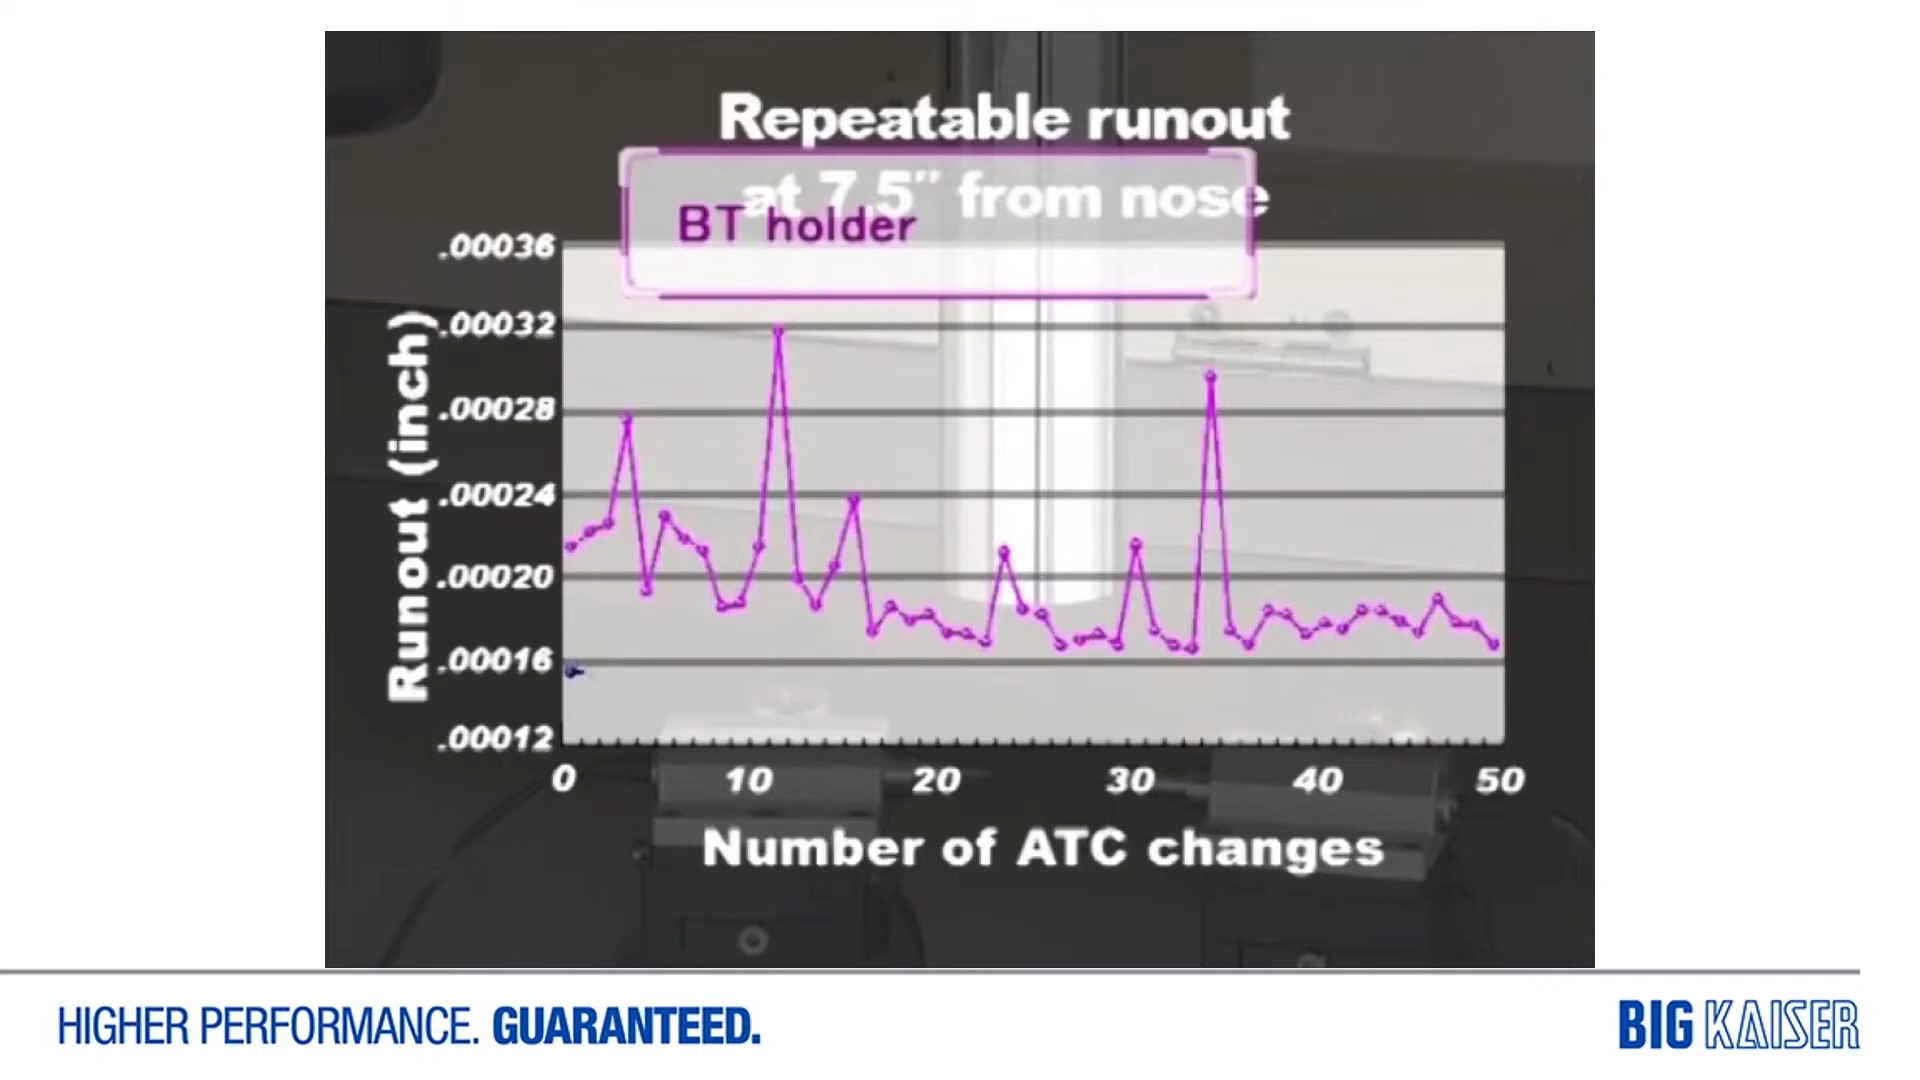 Repeatable runout
at 7.5" from nose
BT holder
.00036
.00032
.00028
.00024
.00020
.00016
.00012
Runout (inch)
0 10 20 30 40 50
Number of ATC changes
HIGHER PERFORMANCE. GUARANTEED.
BIG KAISER